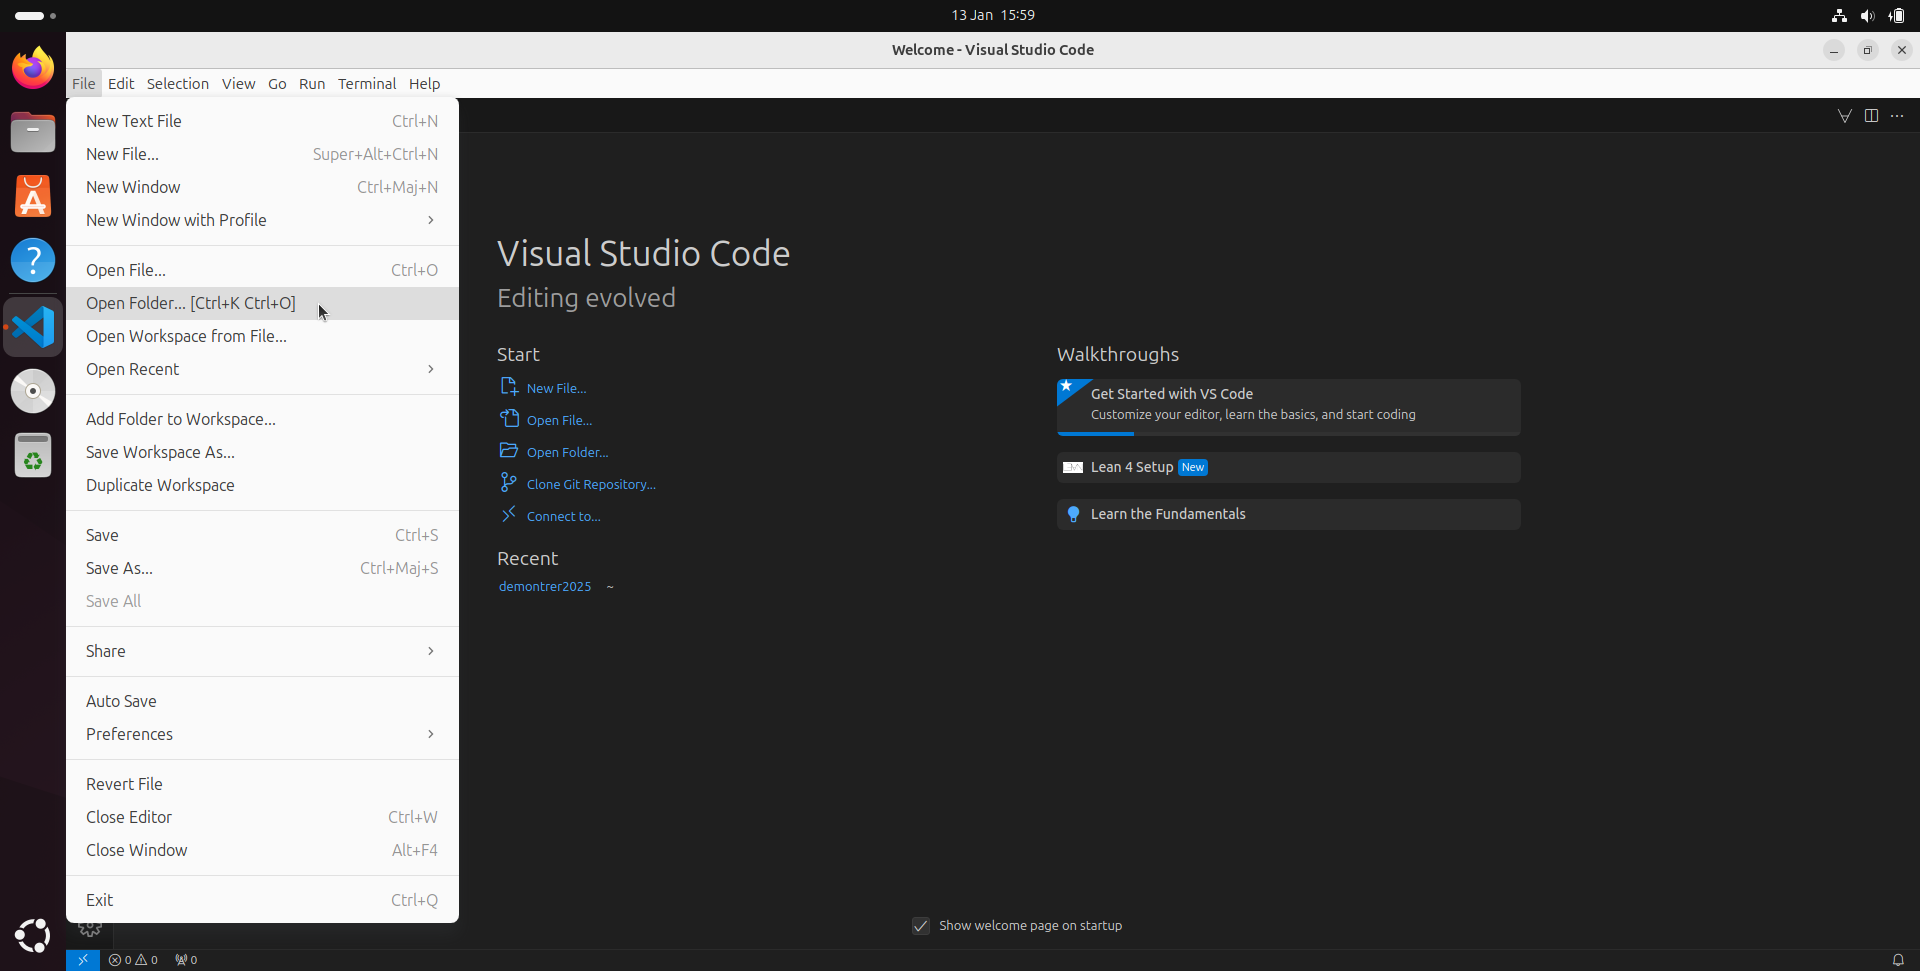 13 Jan 15:59
Welcome - Visual Studio Code
File Edit Selection View Go Run Terminal Help
New Text File Ctrl+N
New File... Super+Alt+Ctrl+N
New Window Ctrl+Maj+N
New Window with Profile
Open File... Ctrl+O
Open Folder... [Ctrl+K Ctrl+O]
Open Workspace from File...
Open Recent
Add Folder to Workspace...
Save Workspace As...
Duplicate Workspace
Save Ctrl+S
Save As... Ctrl+Maj+S
Save All
Share
Auto Save
Preferences
Revert File
Close Editor Ctrl+W
Close Window Alt+F4
Exit Ctrl+Q
Visual Studio Code
Editing evolved
Start
New File...
Open File...
Open Folder...
Clone Git Repository...
Connect to...
Recent
demontrer2025 ~
Walkthroughs
Get Started with VS Code
Customize your editor, learn the basics, and start coding
Lean 4 Setup New
Learn the Fundamentals
Show welcome page on startup
0 0 0